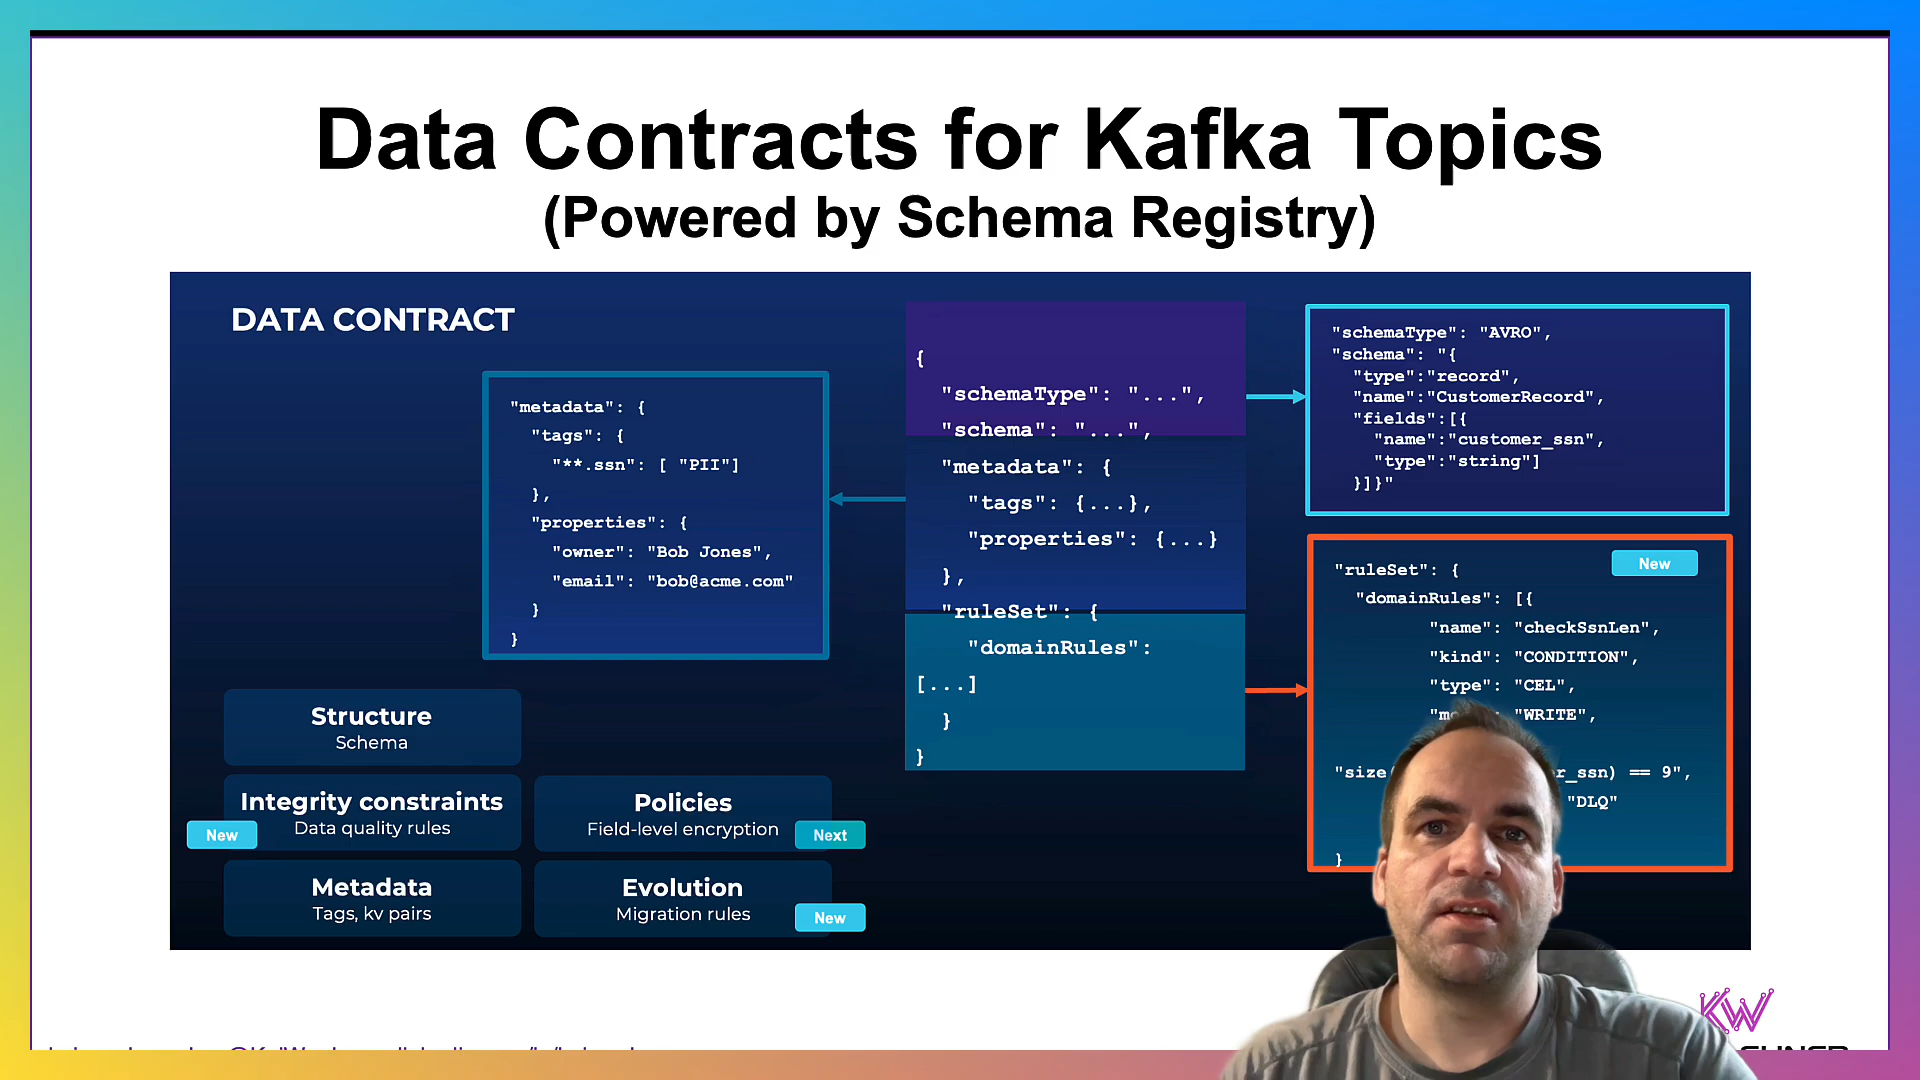 Data Contracts for Kafka Topics
(Powered by Schema Registry)
DATA CONTRACT
"metadata": {
"tags": {
"**.ssn": [ "PII"]
},
"properties": {
"owner": "Bob Jones",
"email": "bob@acme.com"
}
}
{
"schemaType": "...",
"schema": "...",
"metadata": {
"tags": {...},
"properties": {...}
},
"ruleSet": {
"domainRules":
[...]
}
}
"schemaType": "AVRO",
"schema": "{
"type":"record",
"name":"CustomerRecord",
"fields":[{
"name":"customer_ssn",
"type":"string"]
}]}"
New
"ruleSet": {
"domainRules": [{
"name": "checkSsnLen",
"kind": "CONDITION",
"type": "CEL",
"WRITE",
"size( r_ssn) == 9",
"DLQ"
}
Structure
Schema
Integrity constraints
Data quality rules
New
Policies
Field-level encryption
Next
Metadata
Tags, kv pairs
Evolution
Migration rules
New
KW